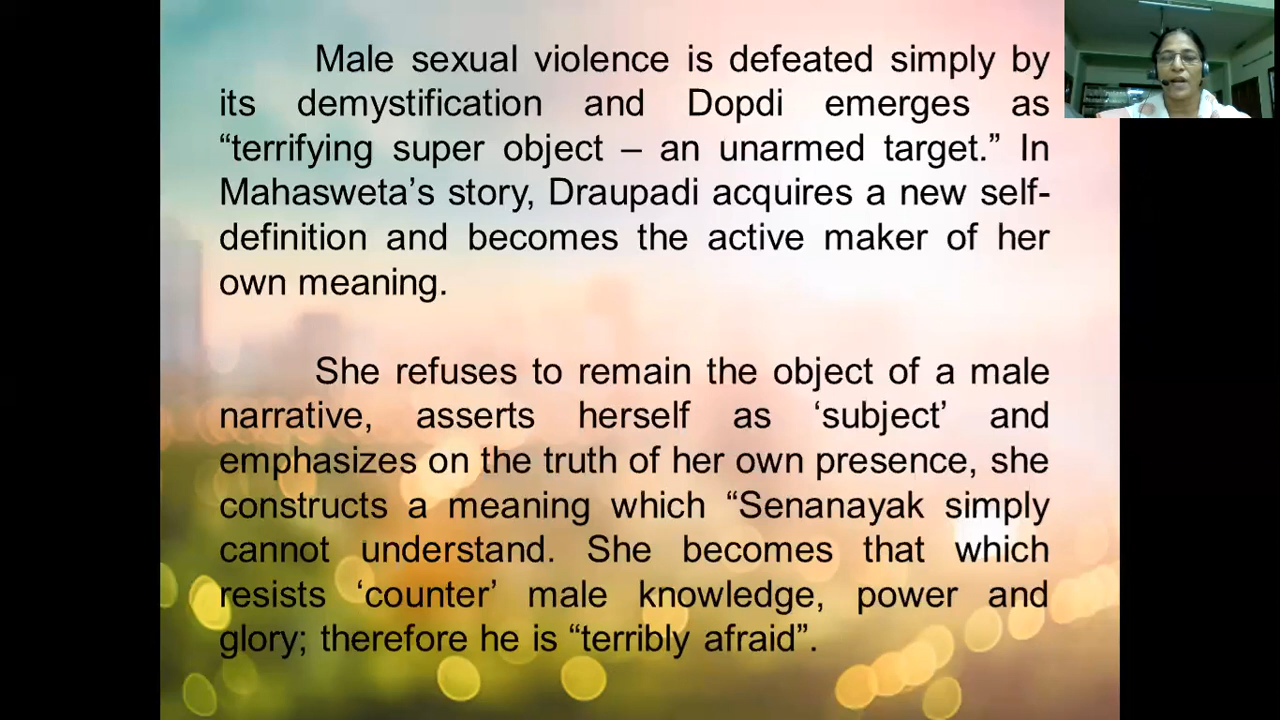 Male sexual violence is defeated simply by
its demystification and Dopdi emerges as
“terrifying super object – an unarmed target.” In
Mahasweta’s story, Draupadi acquires a new self-
definition and becomes the active maker of her
own meaning.
She refuses to remain the object of a male
narrative, asserts herself as ‘subject’ and
emphasizes on the truth of her own presence, she
constructs a meaning which “Senanayak simply
cannot understand. She becomes that which
resists ‘counter’ male knowledge, power and
glory; therefore he is “terribly afraid”.